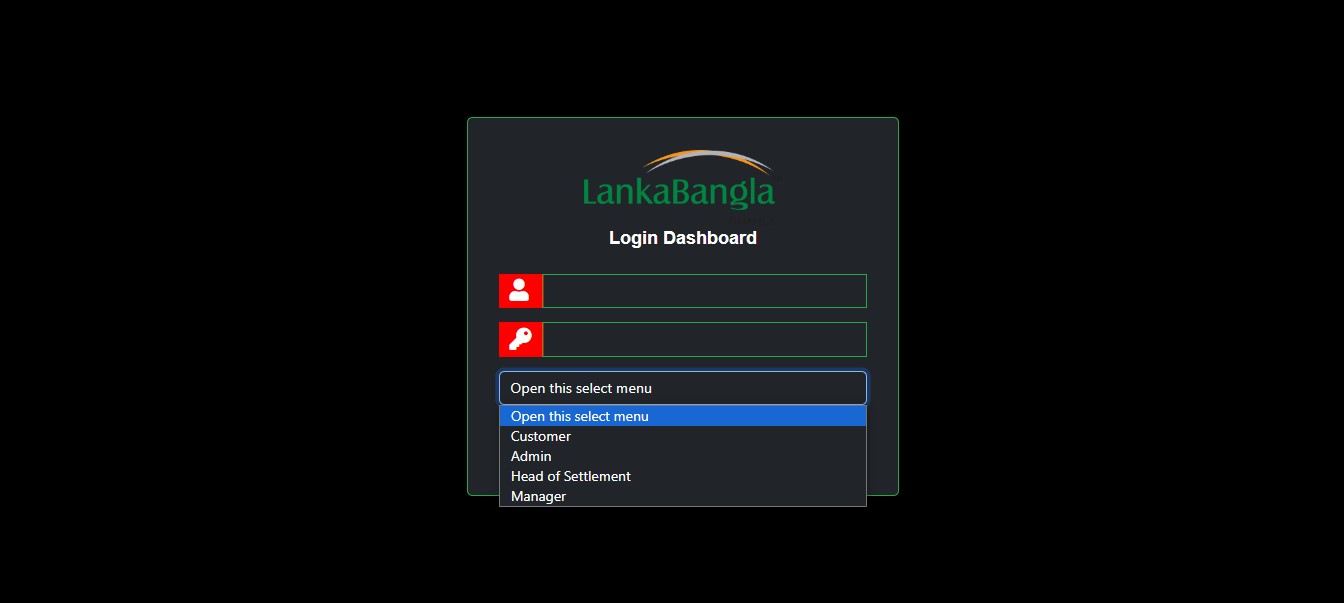 LankaBangla
Login Dashboard
Open this select menu
Open this select menu
Customer
Admin
Head of Settlement
Manager